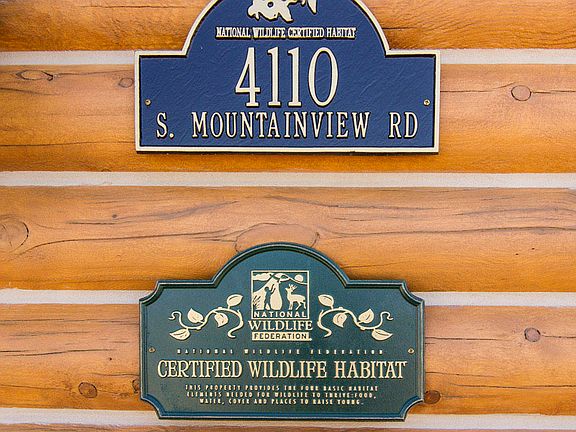 NATIONAL WILDLIFE CERTIFIED HABITAT
4110
S. MOUNTAINVIEW RD
NATIONAL
WILDLIFE
FEDERATION
NATIONAL WILDLIFE FEDERATION
CERTIFIED WILDLIFE HABITAT
THIS PROPERTY PROVIDES THE FOUR BASIC HABITAT
ELEMENTS NEEDED FOR WILDLIFE TO THRIVE: FOOD,
WATER, COVER AND PLACES TO RAISE YOUNG.